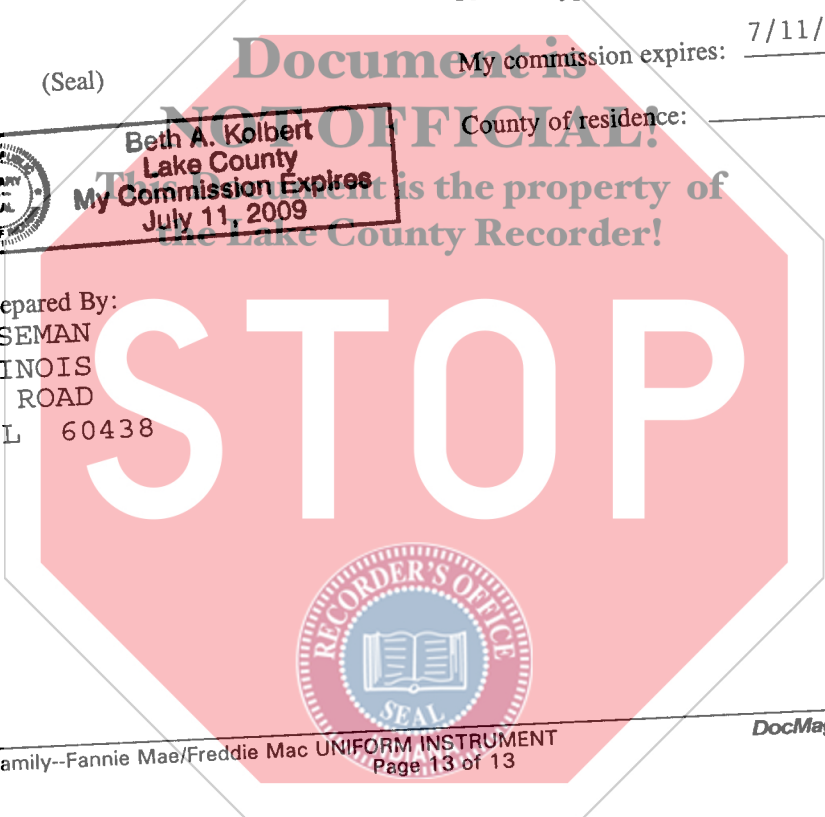 Document is
NOT OFFICIAL!
This Document is the property of
the Lake County Recorder!
STOP
My commission expires: 7/11/
(Seal)
County of residence:
Beth A. Kolbert
Lake County
My Commission Expires
July 11, 2009
epared By:
SEMAN
INOIS
ROAD
L 60438
RECORDER'S OFFICE
SEAL
INDIANA
amily--Fannie Mae/Freddie Mac UNIFORM INSTRUMENT
Page 13 of 13
DocMa